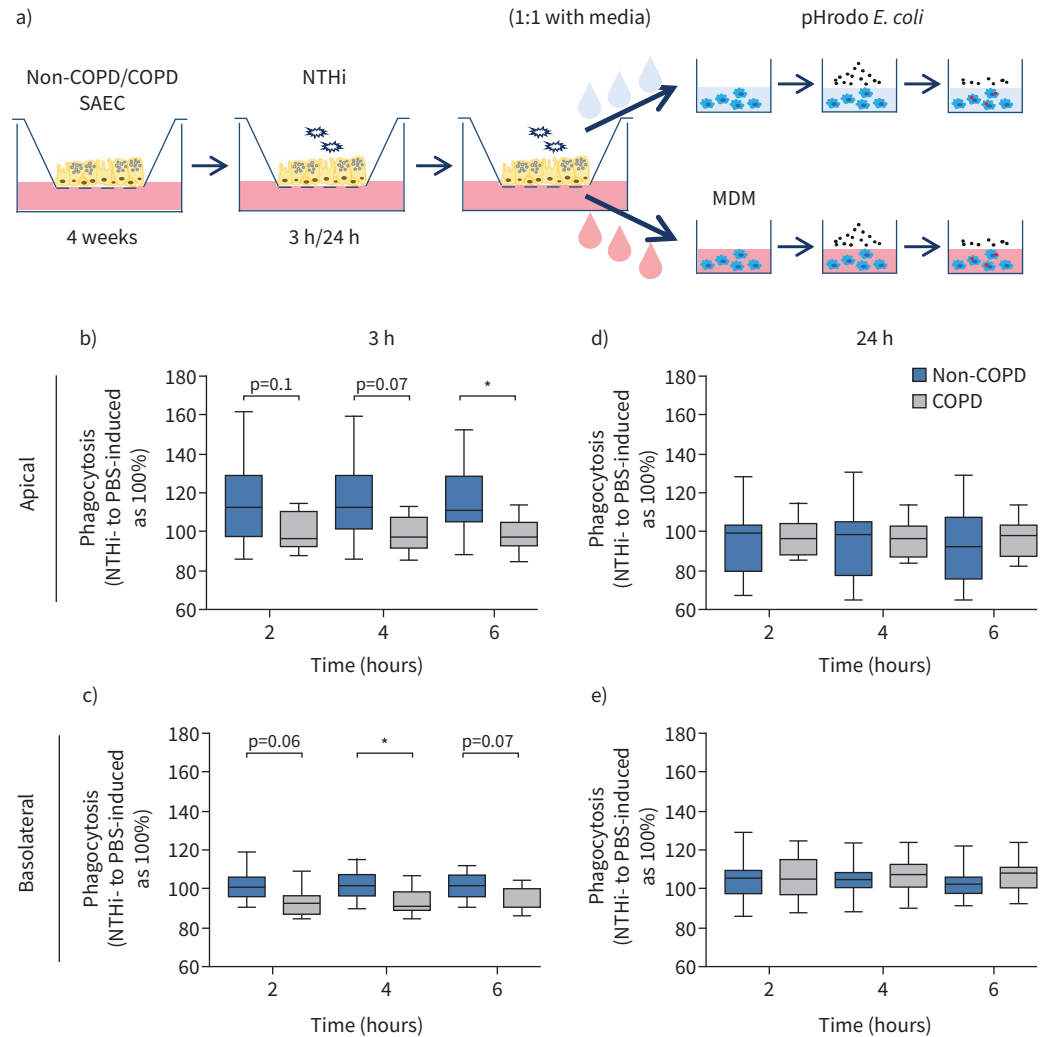 a)
(1:1 with media)
pHrodo E. coli
Non-COPD/COPD
SAEC
NTHi
4 weeks
3 h/24 h
MDM
b)
3 h
Apical
Phagocytosis
(NTHi- to PBS-induced
as 100%)
180
160
140
120
100
80
60
p=0.1
p=0.07
*
2
4
6
Time (hours)
d)
24 h
Non-COPD
COPD
Phagocytosis
(NTHi- to PBS-induced
as 100%)
180
160
140
120
100
80
60
2
4
6
Time (hours)
c)
Basolateral
Phagocytosis
(NTHi- to PBS-induced
as 100%)
180
160
140
120
100
80
60
p=0.06
*
p=0.07
2
4
6
Time (hours)
e)
Phagocytosis
(NTHi- to PBS-induced
as 100%)
180
160
140
120
100
80
60
2
4
6
Time (hours)